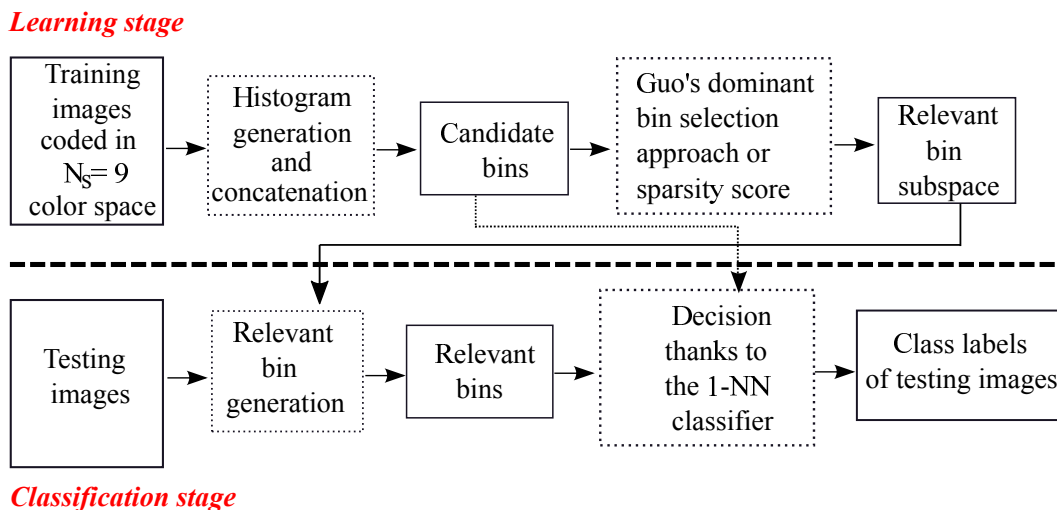 Learning stage
Training
images
coded in
NS= 9
color space
Histogram
generation
and
concatenation
Candidate
bins
Guo's dominant
bin selection
approach or
sparsity score
Relevant
bin
subspace
Testing
images
Relevant
bin
generation
Relevant
bins
Decision
thanks to
the 1-NN
classifier
Class labels
of testing images
Classification stage